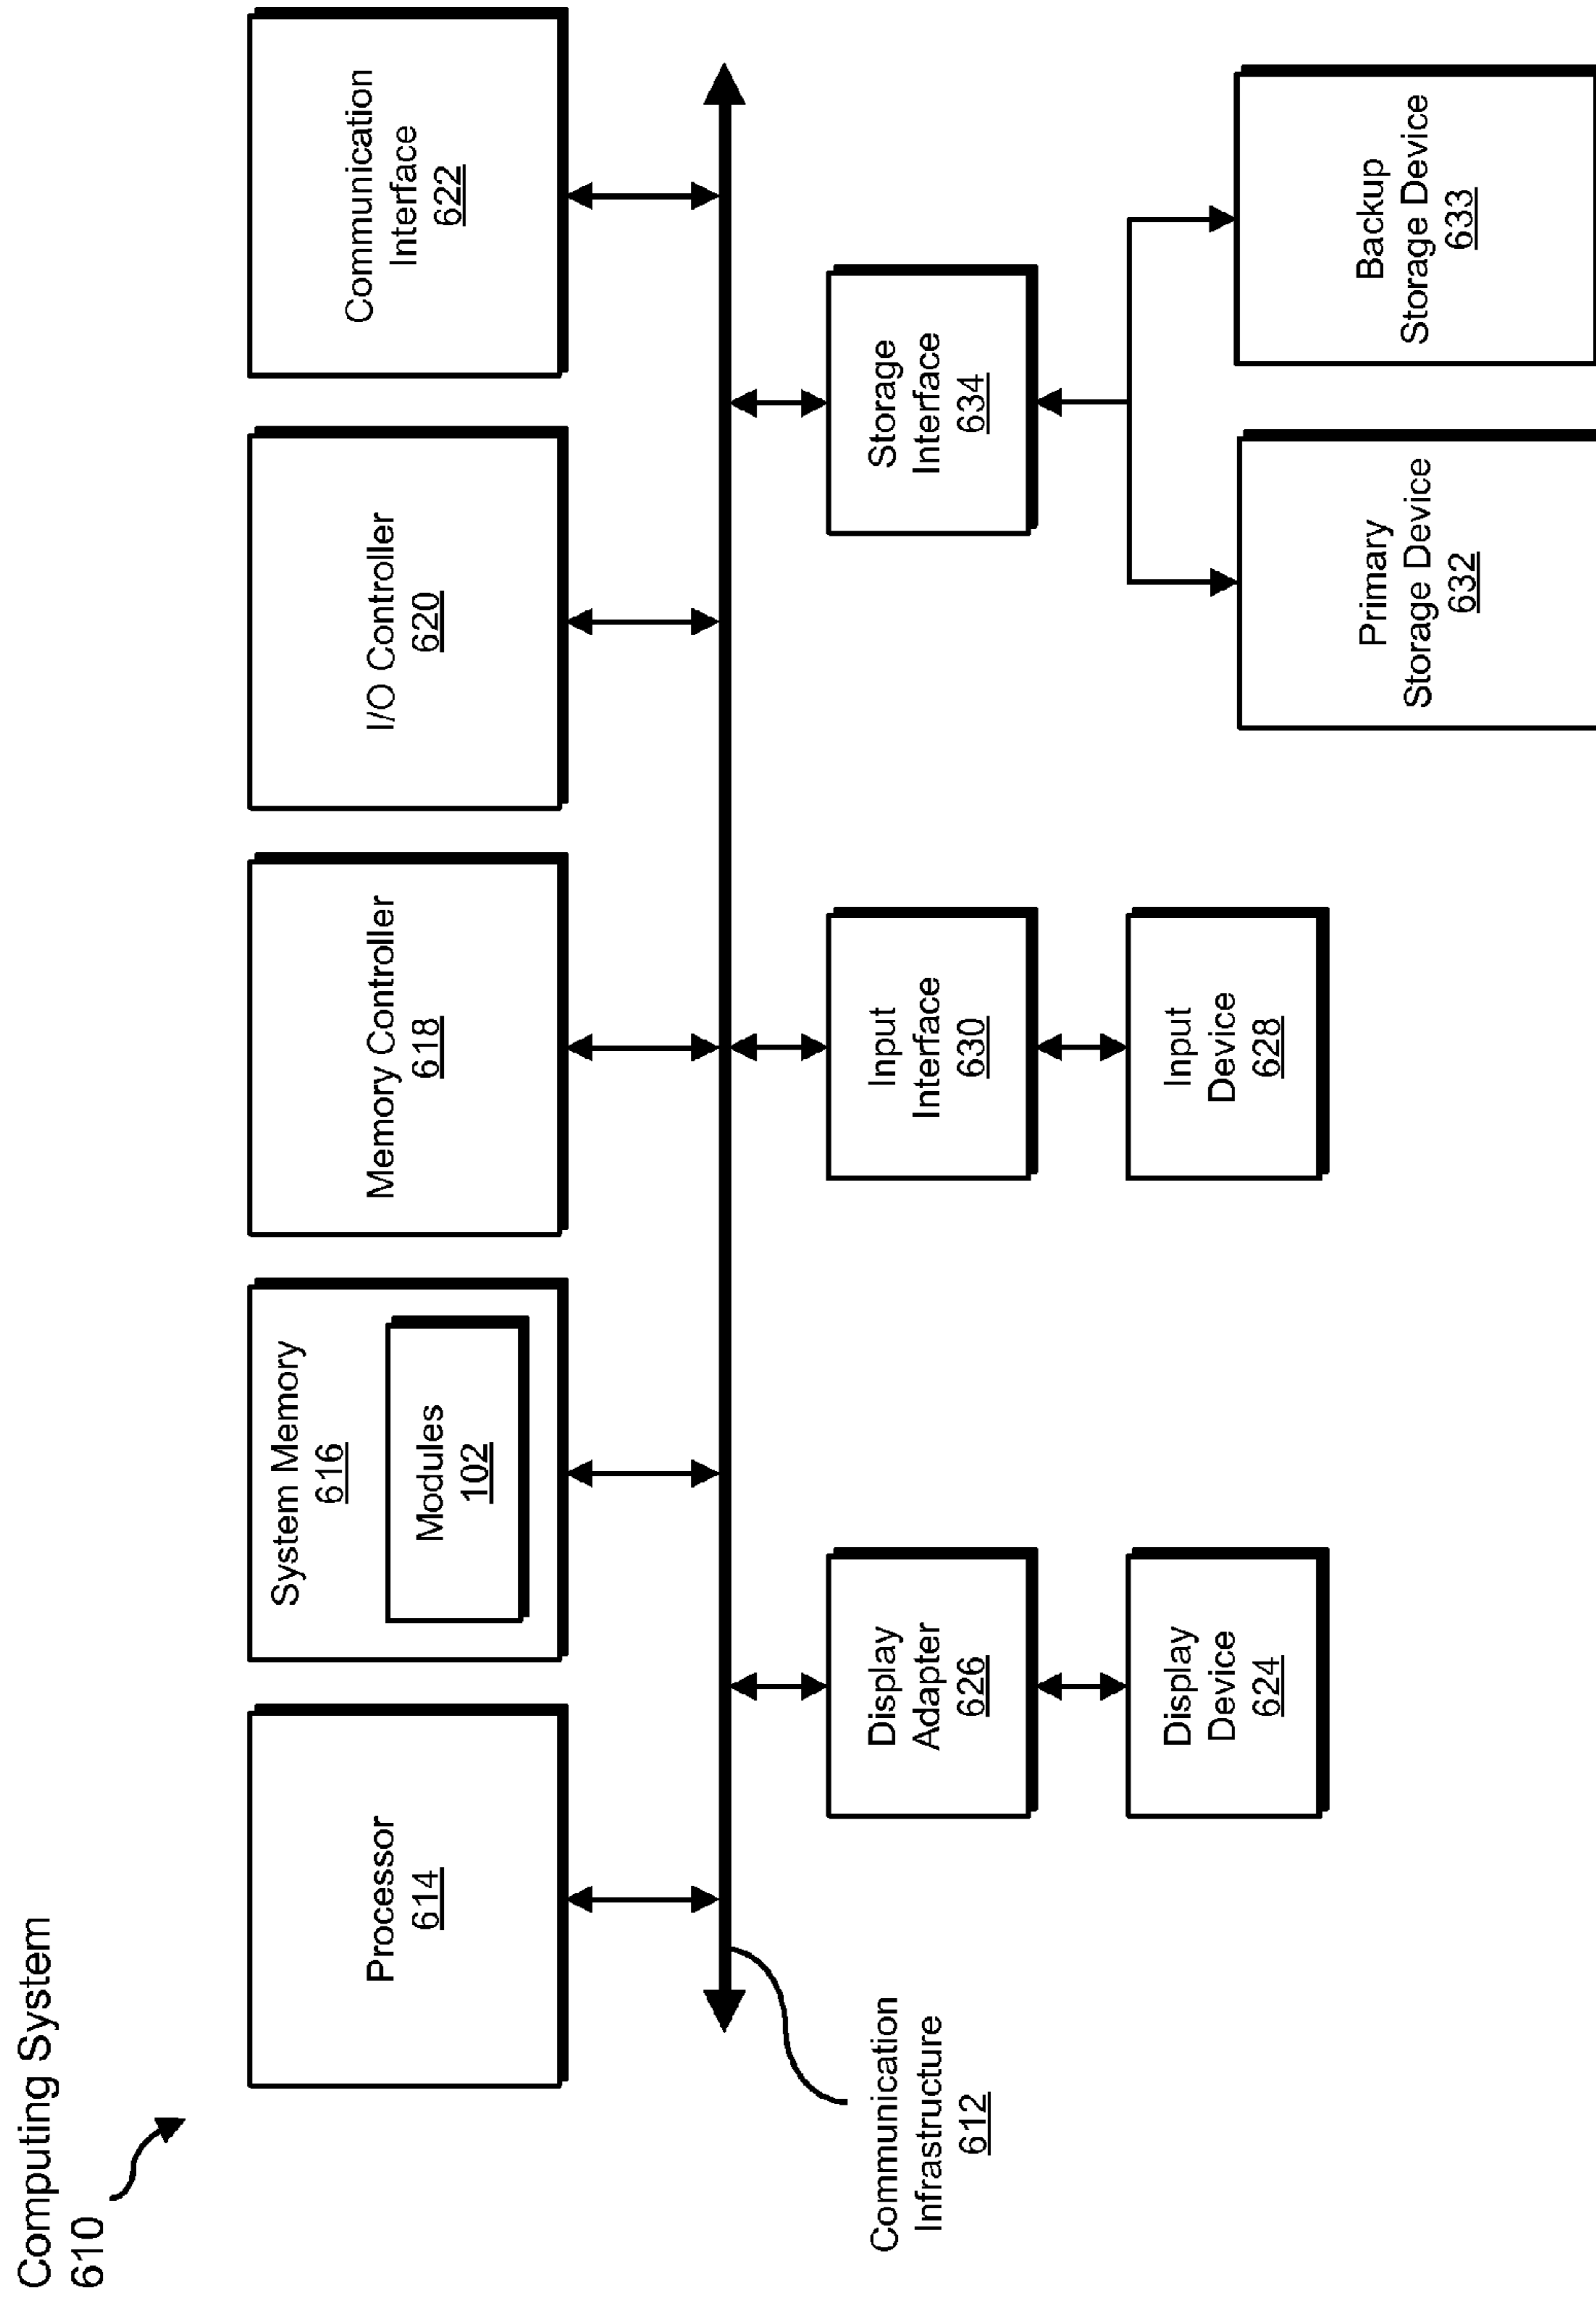 Computing System
610
Processor
614
System Memory
616
Modules
102
Memory Controller
618
I/O Controller
620
Communication
Interface
622
Communication
Infrastructure
612
Display
Adapter
626
Input
Interface
630
Storage
Interface
634
Display
Device
624
Input
Device
628
Primary
Storage Device
632
Backup
Storage Device
633